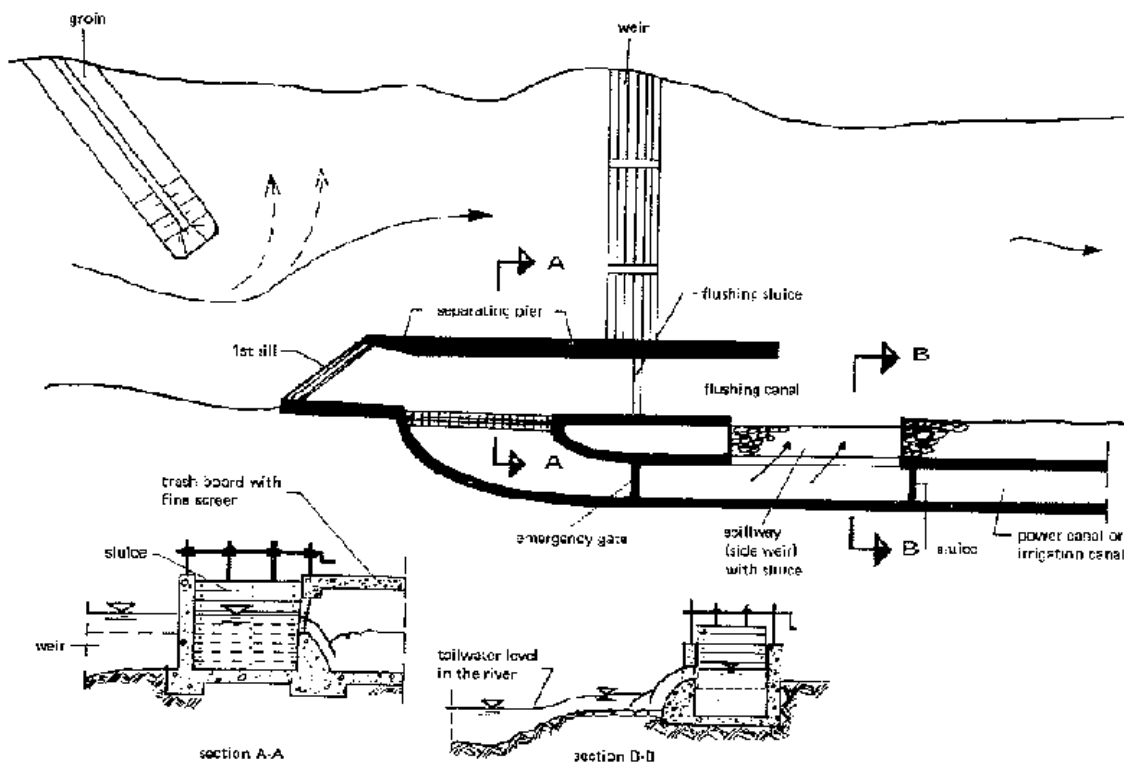 groin
weir
A
flushing sluice
separating pier
1st sill
B
flushing canal
A
trash board with
fine screen
sluice
emergency gate
spillway
(side weir)
with sluice
B
sluice
power canal or
irrigation canal
weir
tailwater level
in the river
section A-A
section B-B